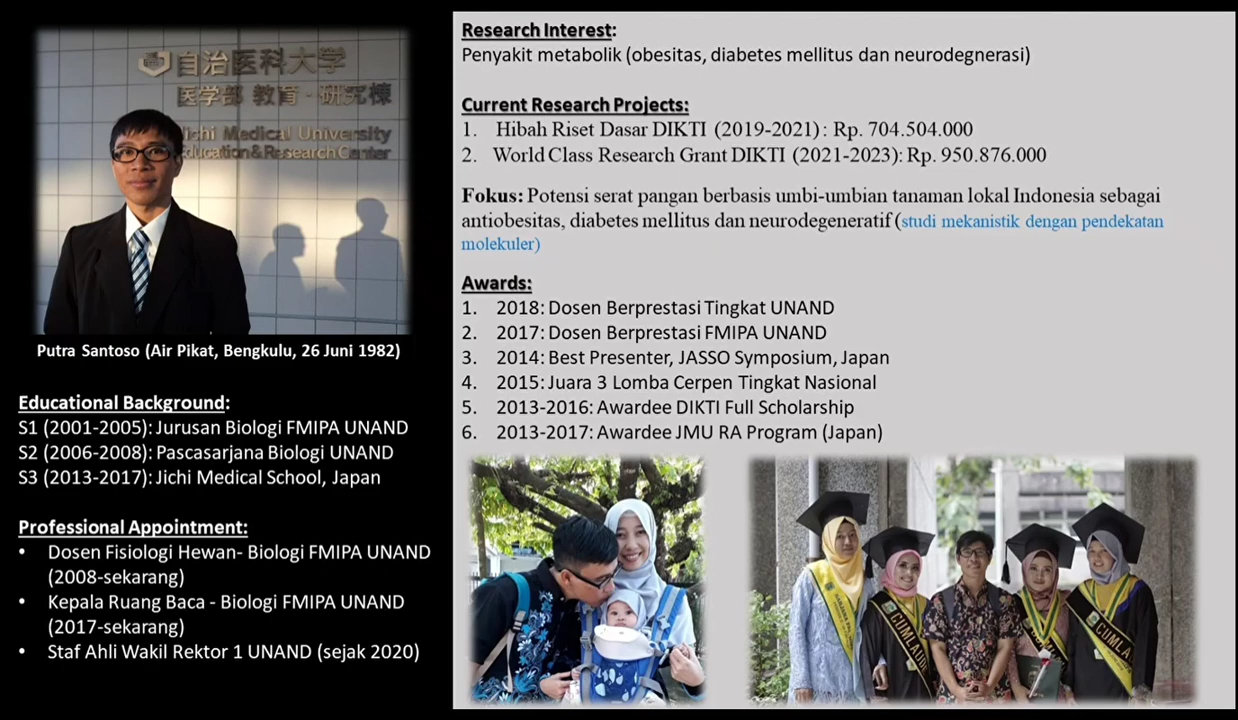 自治医科大学
医学部 教育・研究棟
Jichi Medical University
Education & Research Center
Putra Santoso (Air Pikat, Bengkulu, 26 Juni 1982)
Educational Background:
S1 (2001-2005): Jurusan Biologi FMIPA UNAND
S2 (2006-2008): Pascasarjana Biologi UNAND
S3 (2013-2017): Jichi Medical School, Japan
Professional Appointment:
• Dosen Fisiologi Hewan- Biologi FMIPA UNAND
(2008-sekarang)
• Kepala Ruang Baca - Biologi FMIPA UNAND
(2017-sekarang)
• Staf Ahli Wakil Rektor 1 UNAND (sejak 2020)
Research Interest:
Penyakit metabolik (obesitas, diabetes mellitus dan neurodegnerasi)
Current Research Projects:
1. Hibah Riset Dasar DIKTI (2019-2021) : Rp. 704.504.000
2. World Class Research Grant DIKTI (2021-2023): Rp. 950.876.000
Fokus: Potensi serat pangan berbasis umbi-umbian tanaman lokal Indonesia sebagai
antiobesitas, diabetes mellitus dan neurodegeneratif (studi mekanistik dengan pendekatan
molekuler)
Awards:
1. 2018: Dosen Berprestasi Tingkat UNAND
2. 2017: Dosen Berprestasi FMIPA UNAND
3. 2014: Best Presenter, JASSO Symposium, Japan
4. 2015: Juara 3 Lomba Cerpen Tingkat Nasional
5. 2013-2016: Awardee DIKTI Full Scholarship
6. 2013-2017: Awardee JMU RA Program (Japan)
CUMLAUDE
CUMLA